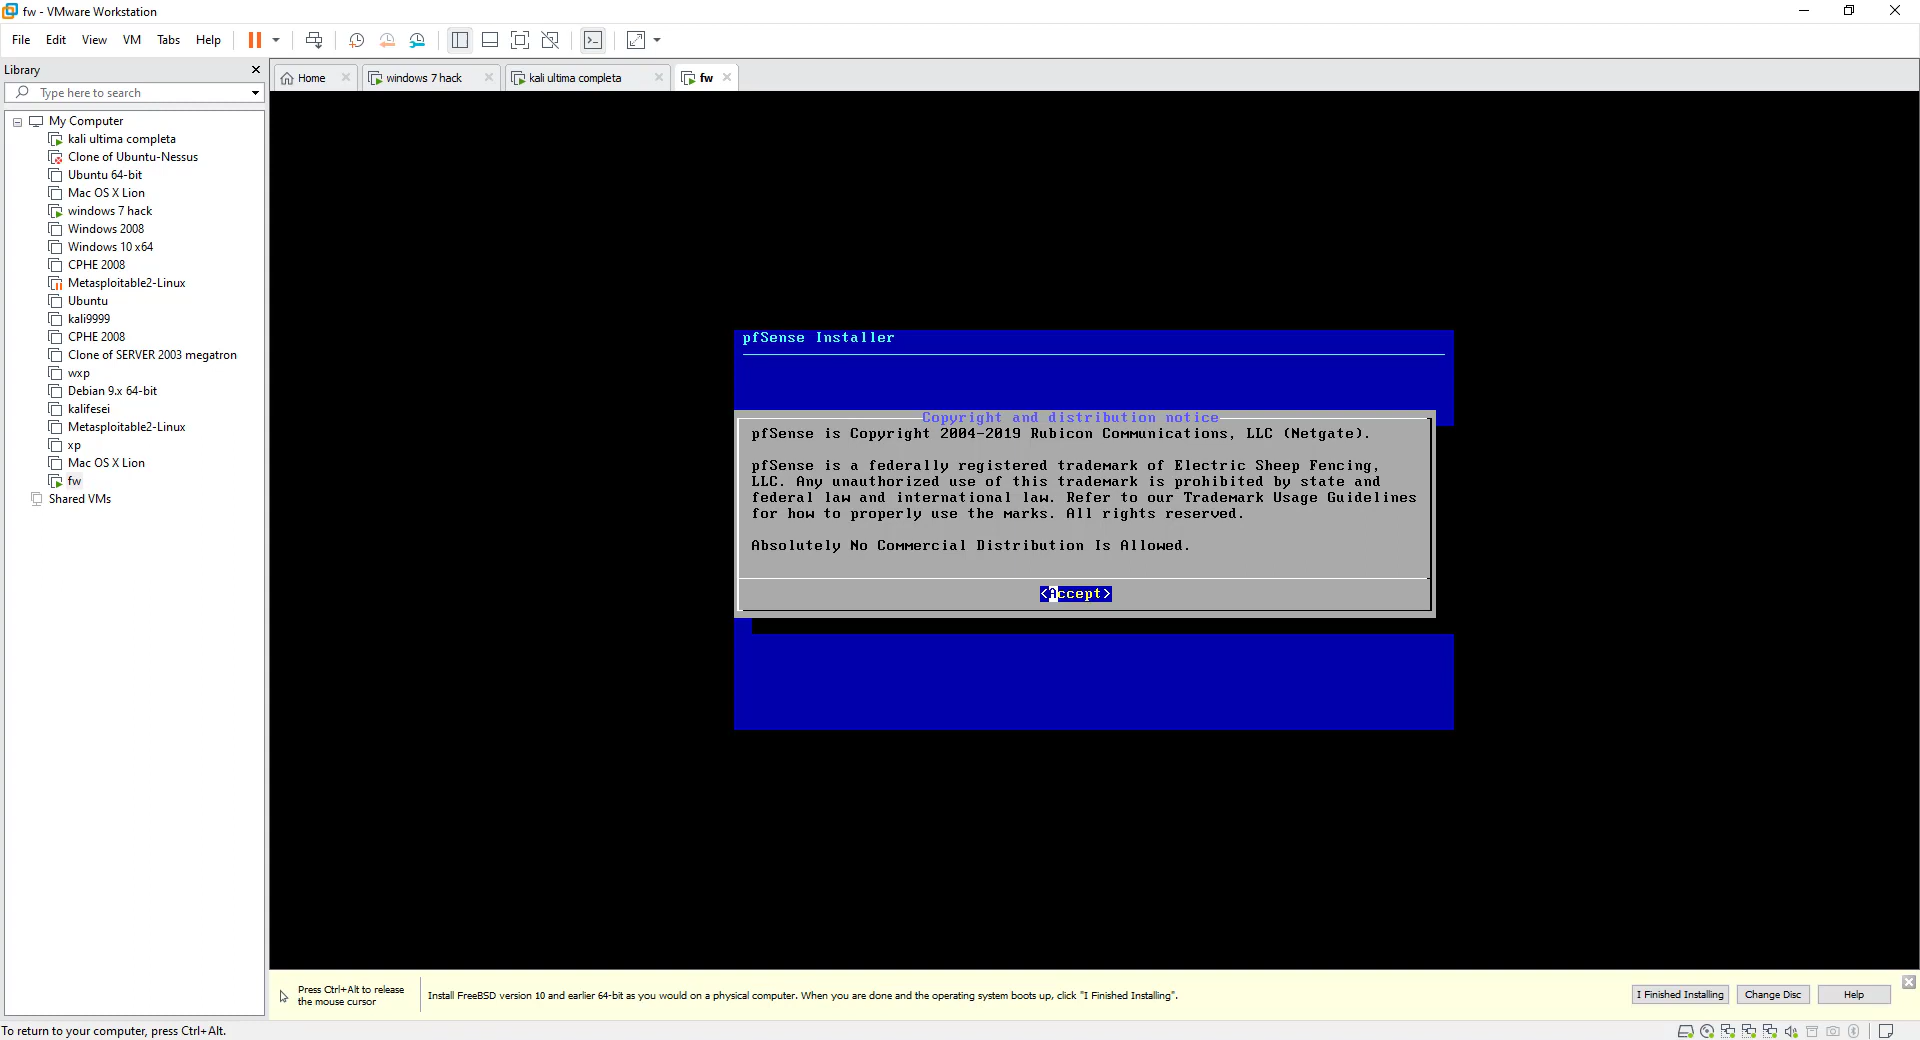 fw - VMware Workstation
File Edit View VM Tabs Help
Library
Type here to search
Home
windows 7 hack
kali ultima completa
fw
My Computer
kali ultima completa
Clone of Ubuntu-Nessus
Ubuntu 64-bit
Mac OS X Lion
windows 7 hack
Windows 2008
Windows 10 x64
CPHE 2008
Metasploitable2-Linux
Ubuntu
kali9999
CPHE 2008
Clone of SERVER 2003 megatron
wxp
Debian 9.x 64-bit
kalifesei
Metasploitable2-Linux
xp
Mac OS X Lion
fw
Shared VMs
pfSense Installer
Copyright and distribution notice
pfSense is Copyright 2004-2019 Rubicon Communications, LLC (Netgate).
pfSense is a federally registered trademark of Electric Sheep Fencing,
LLC. Any unauthorized use of this trademark is prohibited by state and
federal law and international law. Refer to our Trademark Usage Guidelines
for how to properly use the marks. All rights reserved.
Absolutely No Commercial Distribution Is Allowed.
<Accept>
Press Ctrl+Alt to release
the mouse cursor
Install FreeBSD version 10 and earlier 64-bit as you would on a physical computer. When you are done and the operating system boots up, click "I Finished Installing".
I Finished Installing
Change Disc
Help
To return to your computer, press Ctrl+Alt.